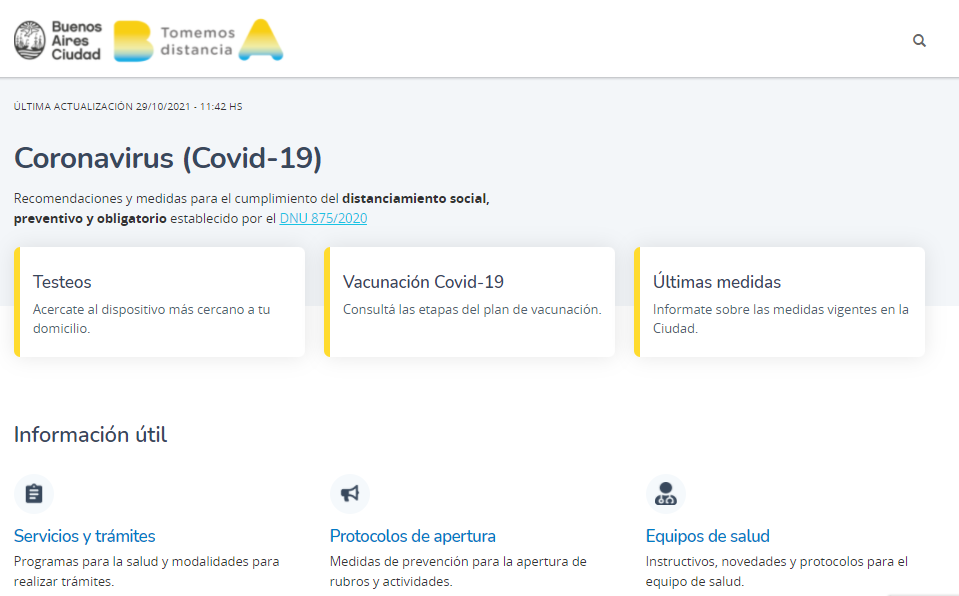 Buenos
Aires
Ciudad
B Tomemos
distancia A
ÚLTIMA ACTUALIZACIÓN 29/10/2021 - 11:42 HS
Coronavirus (Covid-19)
Recomendaciones y medidas para el cumplimiento del distanciamiento social,
preventivo y obligatorio establecido por el DNU 875/2020
Testeos
Acercate al dispositivo más cercano a tu
domicilio.
Vacunación Covid-19
Consultá las etapas del plan de vacunación.
Últimas medidas
Informate sobre las medidas vigentes en la
Ciudad.
Información útil
Servicios y trámites
Programas para la salud y modalidades para
realizar trámites.
Protocolos de apertura
Medidas de prevención para la apertura de
rubros y actividades.
Equipos de salud
Instructivos, novedades y protocolos para el
equipo de salud.